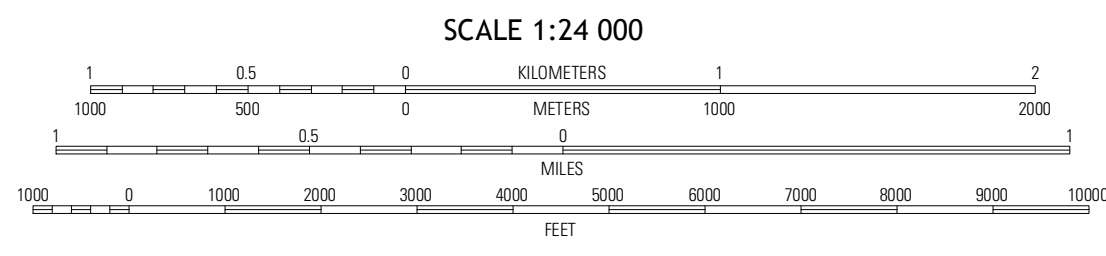 SCALE 1:24 000
1 0.5 0 KILOMETERS 1 2
1000 500 0 METERS 1000 2000
1 0.5 0 1
MILES
1000 0 1000 2000 3000 4000 5000 6000 7000 8000 9000 10000
FEET